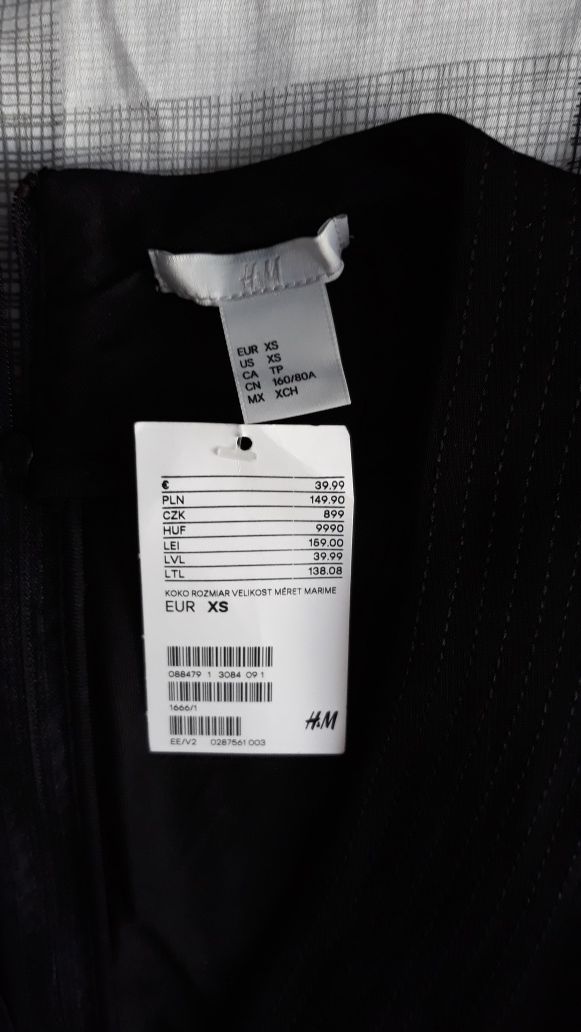 H&M
EUR XS
US XS
CA TP
CN 160/80A
MX XCH
€ 39.99
PLN 149.90
CZK 899
HUF 9990
LEI 159.00
LVL 39.99
LTL 138.08
KOKO ROZMIAR VELIKOST MÉRET MARIME
EUR XS
088479 1 3084 09 1
1666/1
H&M
EE/V2 0287561 003